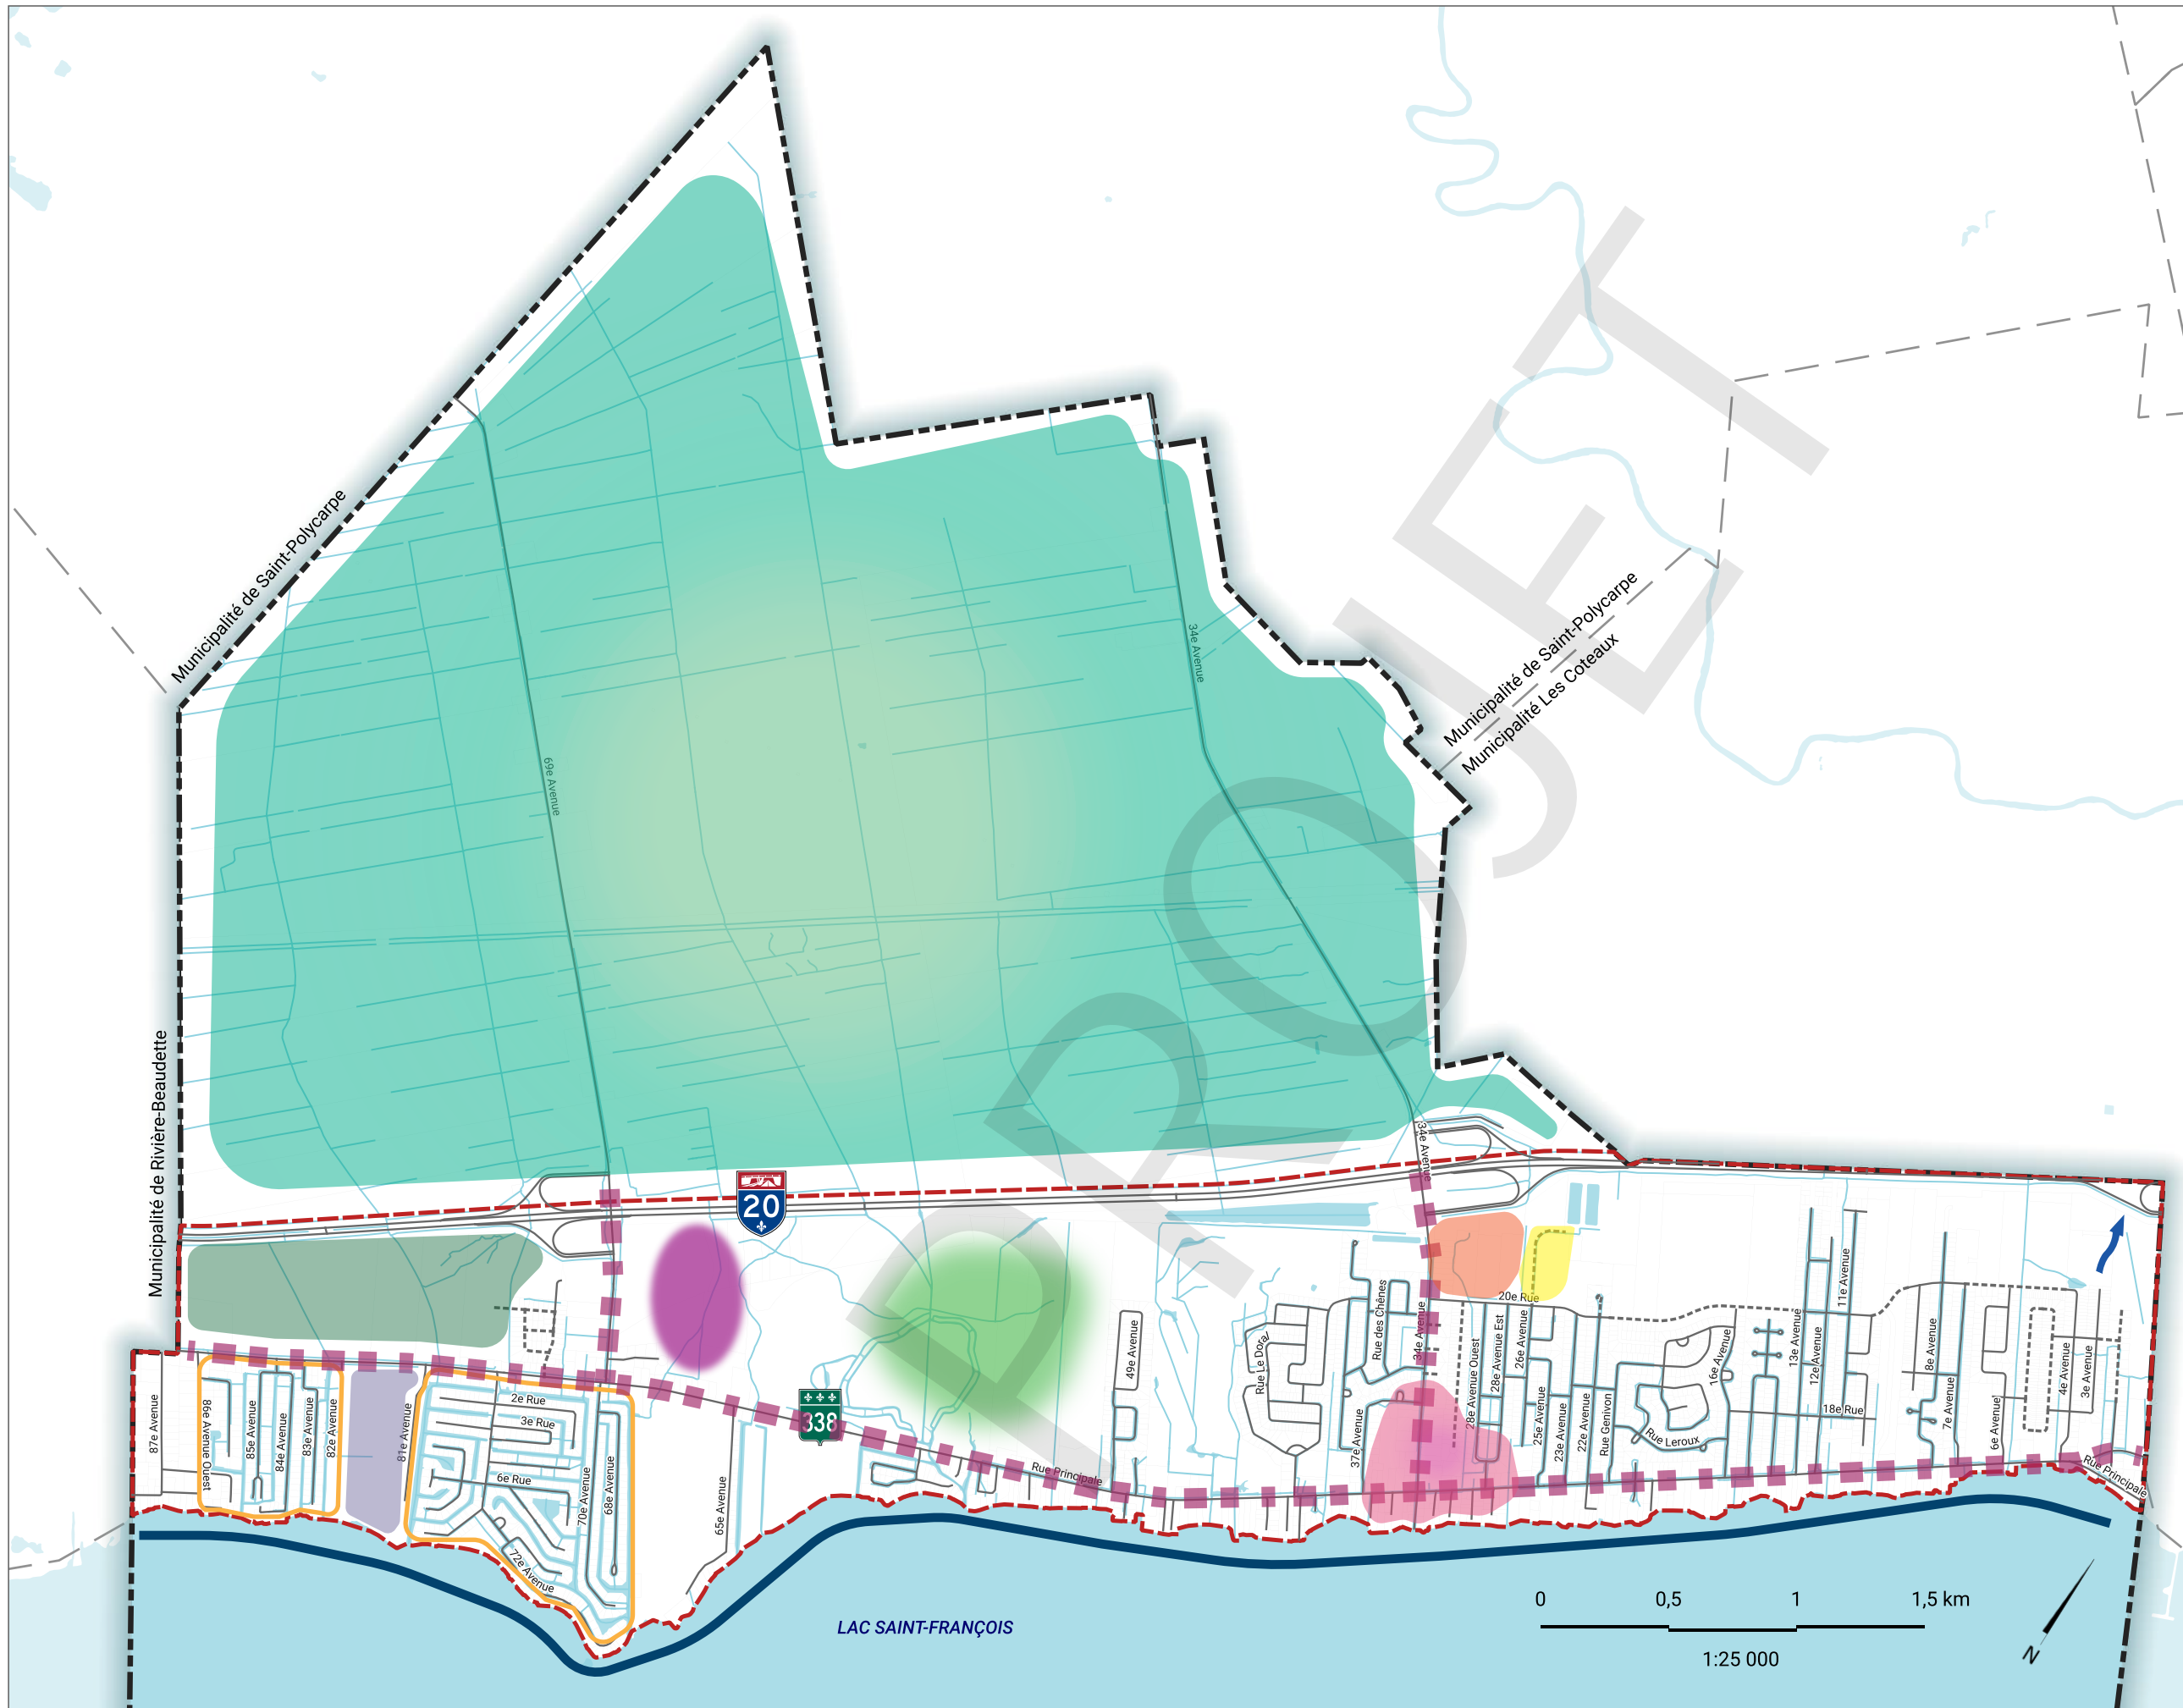 Municipalité de Saint-Polycarpe
Municipalité de Saint-Polycarpe
Municipalité Les Coteaux
34e Avenue
69e Avenue
PROJET
Municipalité de Rivière-Beaudette
34e Avenue
20
338
87e Avenue
86e Avenue Ouest
85e Avenue
84e Avenue
83e Avenue
82e Avenue
81e Avenue
2e Rue
3e Rue
6e Rue
72e Avenue
70e Avenue
68e Avenue
65e Avenue
Rue Principale
49e Avenue
Rue Le Doral
37e Avenue
Rue des Chênes
34e Avenue
20e Rue
28e Avenue Ouest
28e Avenue Est
26e Avenue
25e Avenue
23e Avenue
22e Avenue
Rue Genivon
Rue Leroux
16e Avenue
13e Avenue
12e Avenue
11e Avenue
18e Rue
8e Avenue
7e Avenue
6e Avenue
4e Avenue
3e Avenue
Rue Principale
LAC SAINT-FRANÇOIS
0 0,5 1 1,5 km
1:25 000
N